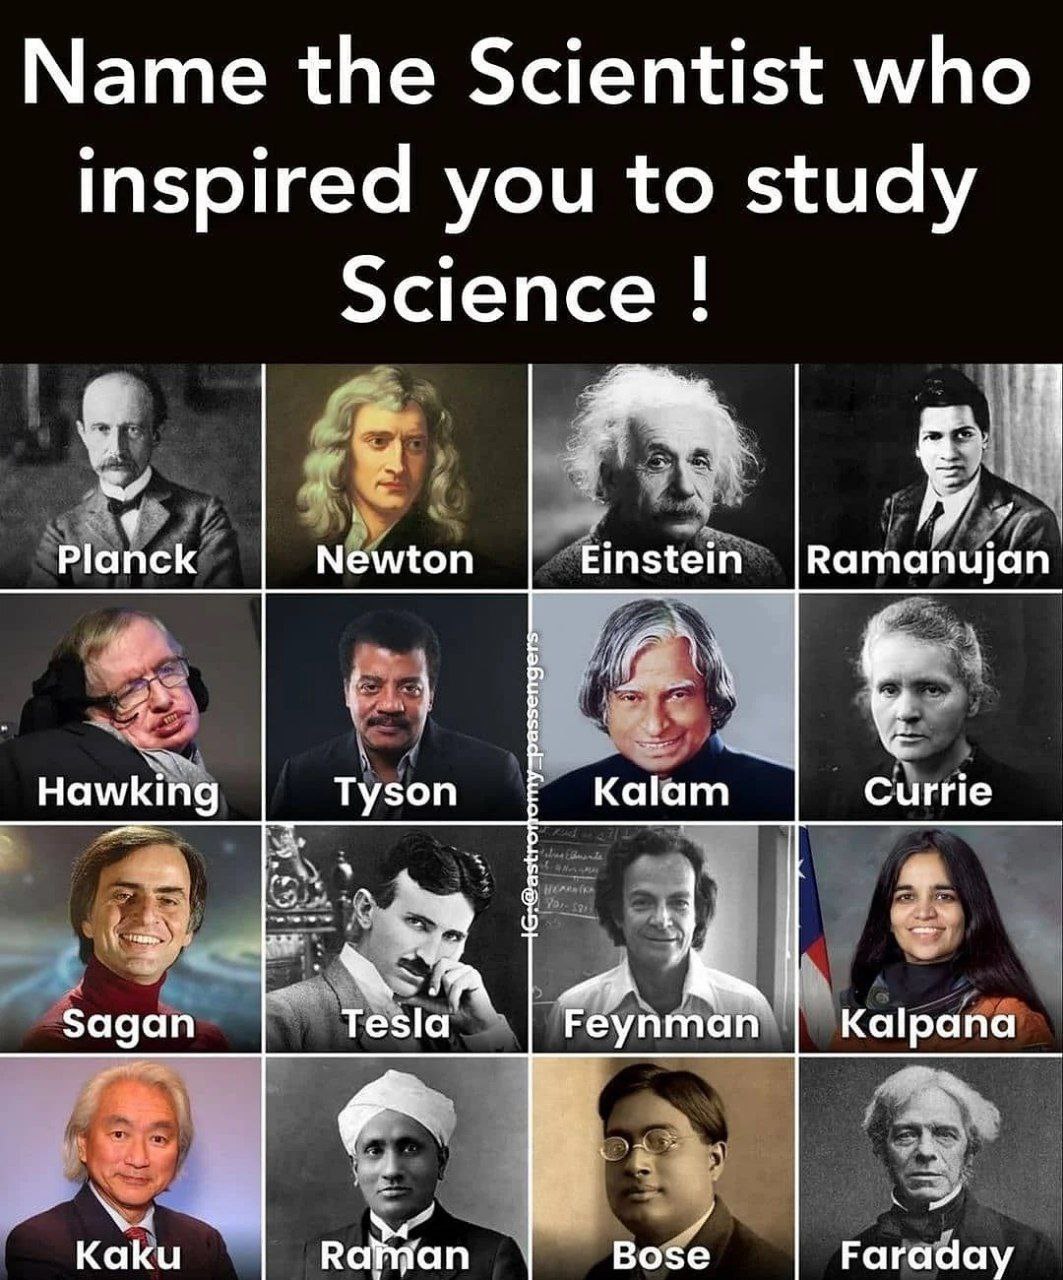 Name the Scientist who
inspired you to study
Science !
Planck
Newton
Einstein
Ramanujan
Hawking
Tyson
Kalam
Currie
IG:@astronomy_passengers
Sagan
Tesla
Feynman
Kalpana
Kaku
Raman
Bose
Faraday